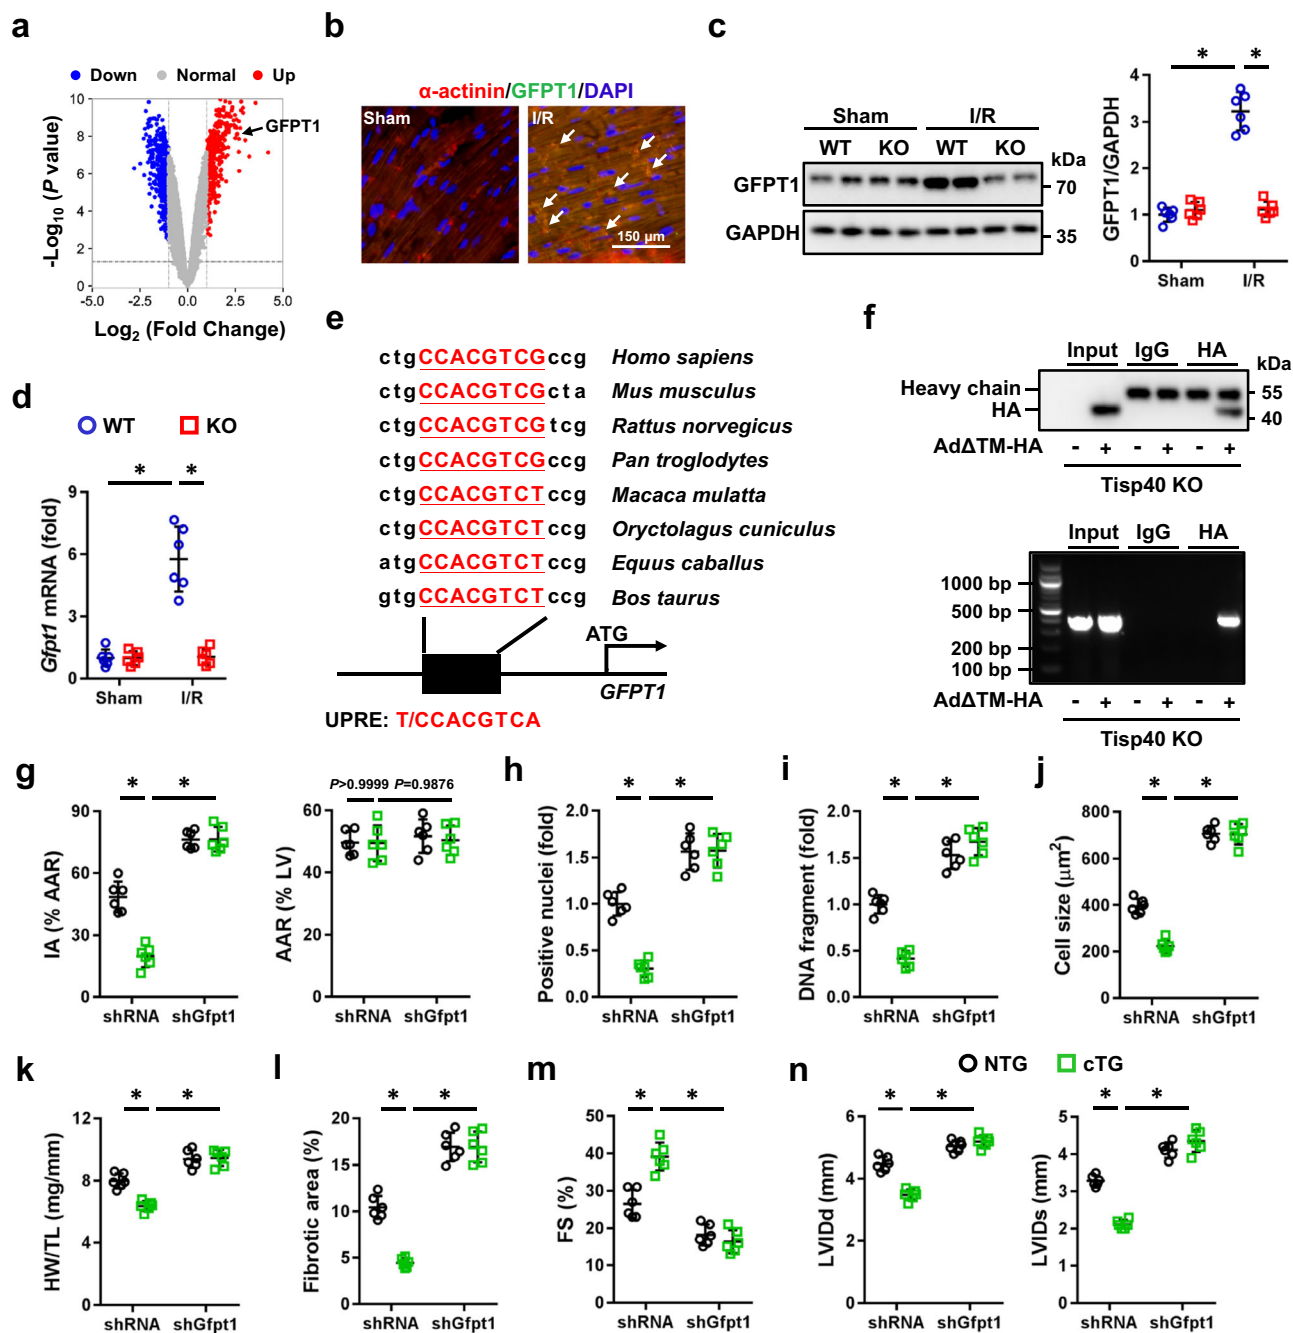 a
Down Normal Up
10
8
6
4
2
0
-5.0 -2.5 0.0 2.5 5.0
GFPT1
-Log10 (P value)
Log2 (Fold Change)
b
α-actinin/GFPT1/DAPI
Sham
I/R
150 µm
c
Sham I/R
WT KO WT KO
kDa
GFPT1
70
GAPDH
35
* *
GFPT1/GAPDH
4
3
2
1
0
Sham I/R
d
WT KO
* *
Gfpt1 mRNA (fold)
9
6
3
0
Sham I/R
e
ctgCCACGTCGccg Homo sapiens
ctgCCACGTCGcta Mus musculus
ctgCCACGTCGtcg Rattus norvegicus
ctgCCACGTCGccg Pan troglodytes
ctgCCACGTCTccg Macaca mulatta
ctgCCACGTCTccg Oryctolagus cuniculus
atgCCACGTCTccg Equus caballus
gtgCCACGTCTccg Bos taurus
ATG
GFPT1
UPRE: T/CCACGTCA
f
Input IgG HA
kDa
Heavy chain
55
HA
40
AdΔTM-HA - + - + - +
Tisp40 KO
Input IgG HA
1000 bp
500 bp
200 bp
100 bp
AdΔTM-HA - + - + - +
Tisp40 KO
g
* *
IA (% AAR)
90
60
30
0
shRNA shGfpt1
P>0.9999 P=0.9876
AAR (% LV)
60
40
20
0
shRNA shGfpt1
h
* *
Positive nuclei (fold)
2.0
1.5
1.0
0.5
0.0
shRNA shGfpt1
i
* *
DNA fragment (fold)
2.0
1.5
1.0
0.5
0.0
shRNA shGfpt1
j
* *
Cell size (µm2)
800
600
400
200
0
shRNA shGfpt1
k
* *
HW/TL (mg/mm)
12
8
4
0
shRNA shGfpt1
l
* *
Fibrotic area (%)
20
15
10
5
0
shRNA shGfpt1
m
* *
FS (%)
50
40
30
20
10
0
shRNA shGfpt1
n
NTG cTG
* *
LVIDd (mm)
6
4
2
0
shRNA shGfpt1
* *
LVIDs (mm)
5
4
3
2
1
0
shRNA shGfpt1